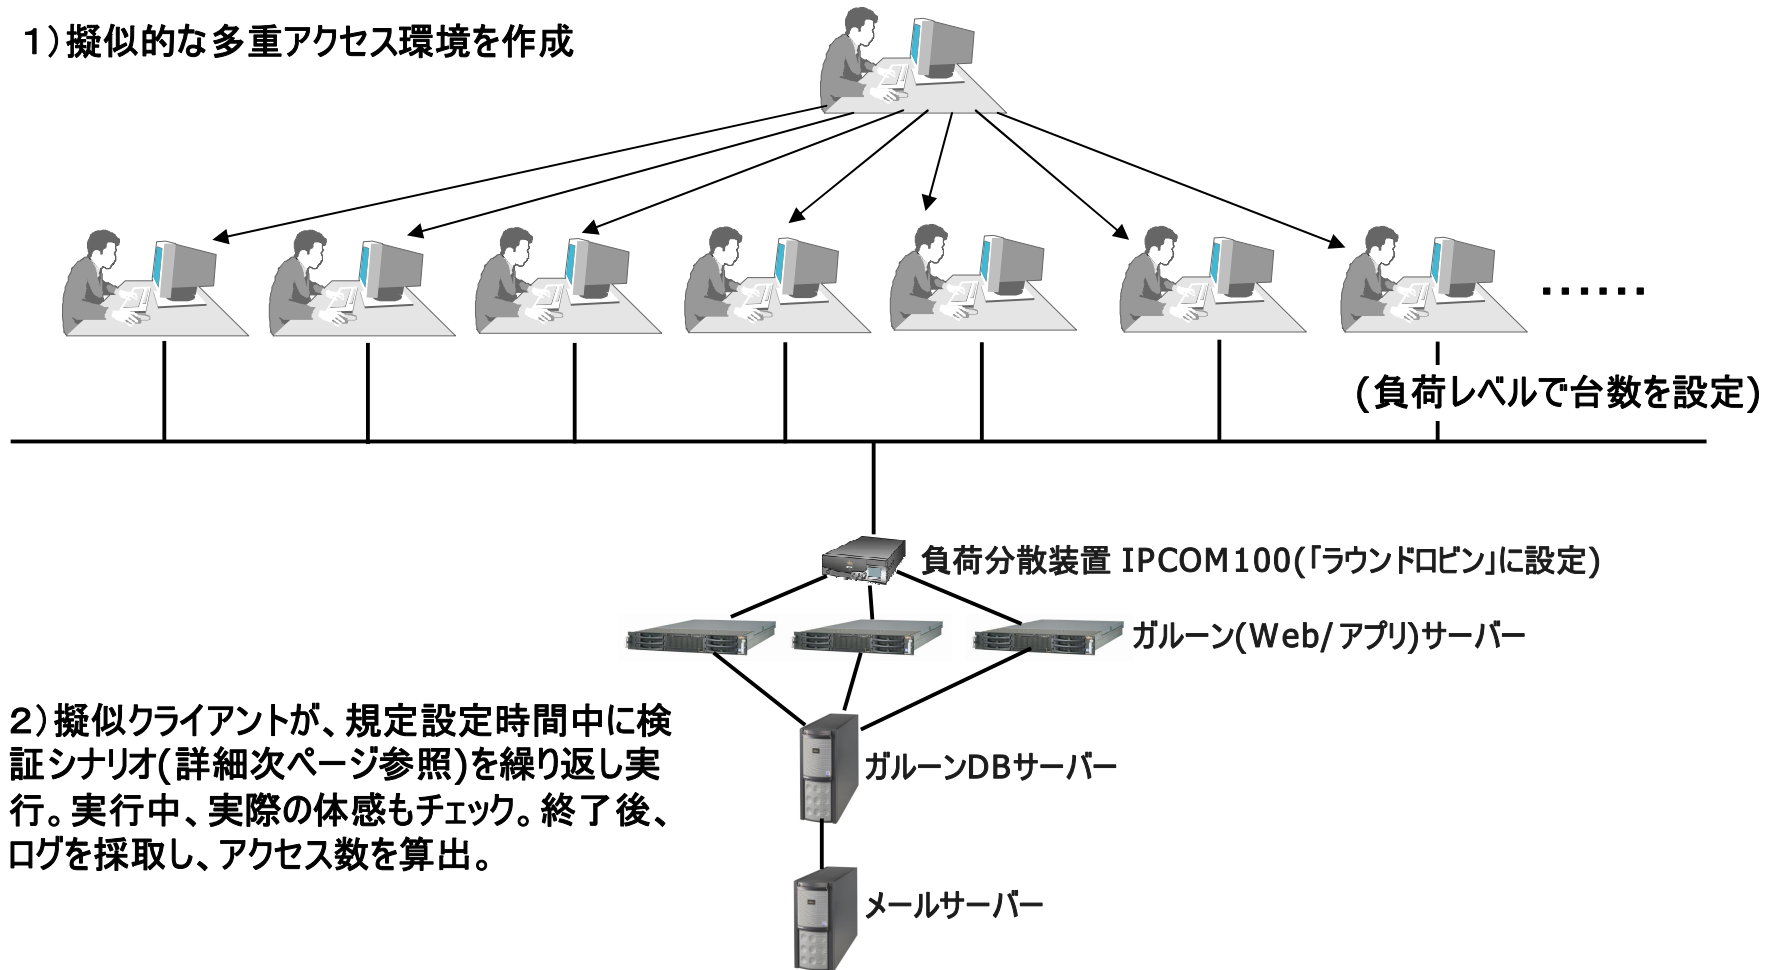 １）擬似的な多重アクセス環境を作成
……
(負荷レベルで台数を設定)
負荷分散装置 IPCOM100(「ラウンドロビン」に設定)
ガルーン(Web/アプリ)サーバー
２）擬似クライアントが、規定設定時間中に検
証シナリオ(詳細次ページ参照)を繰り返し実
行。実行中、実際の体感もチェック。終了後、
ログを採取し、アクセス数を算出。
ガルーンDBサーバー
メールサーバー